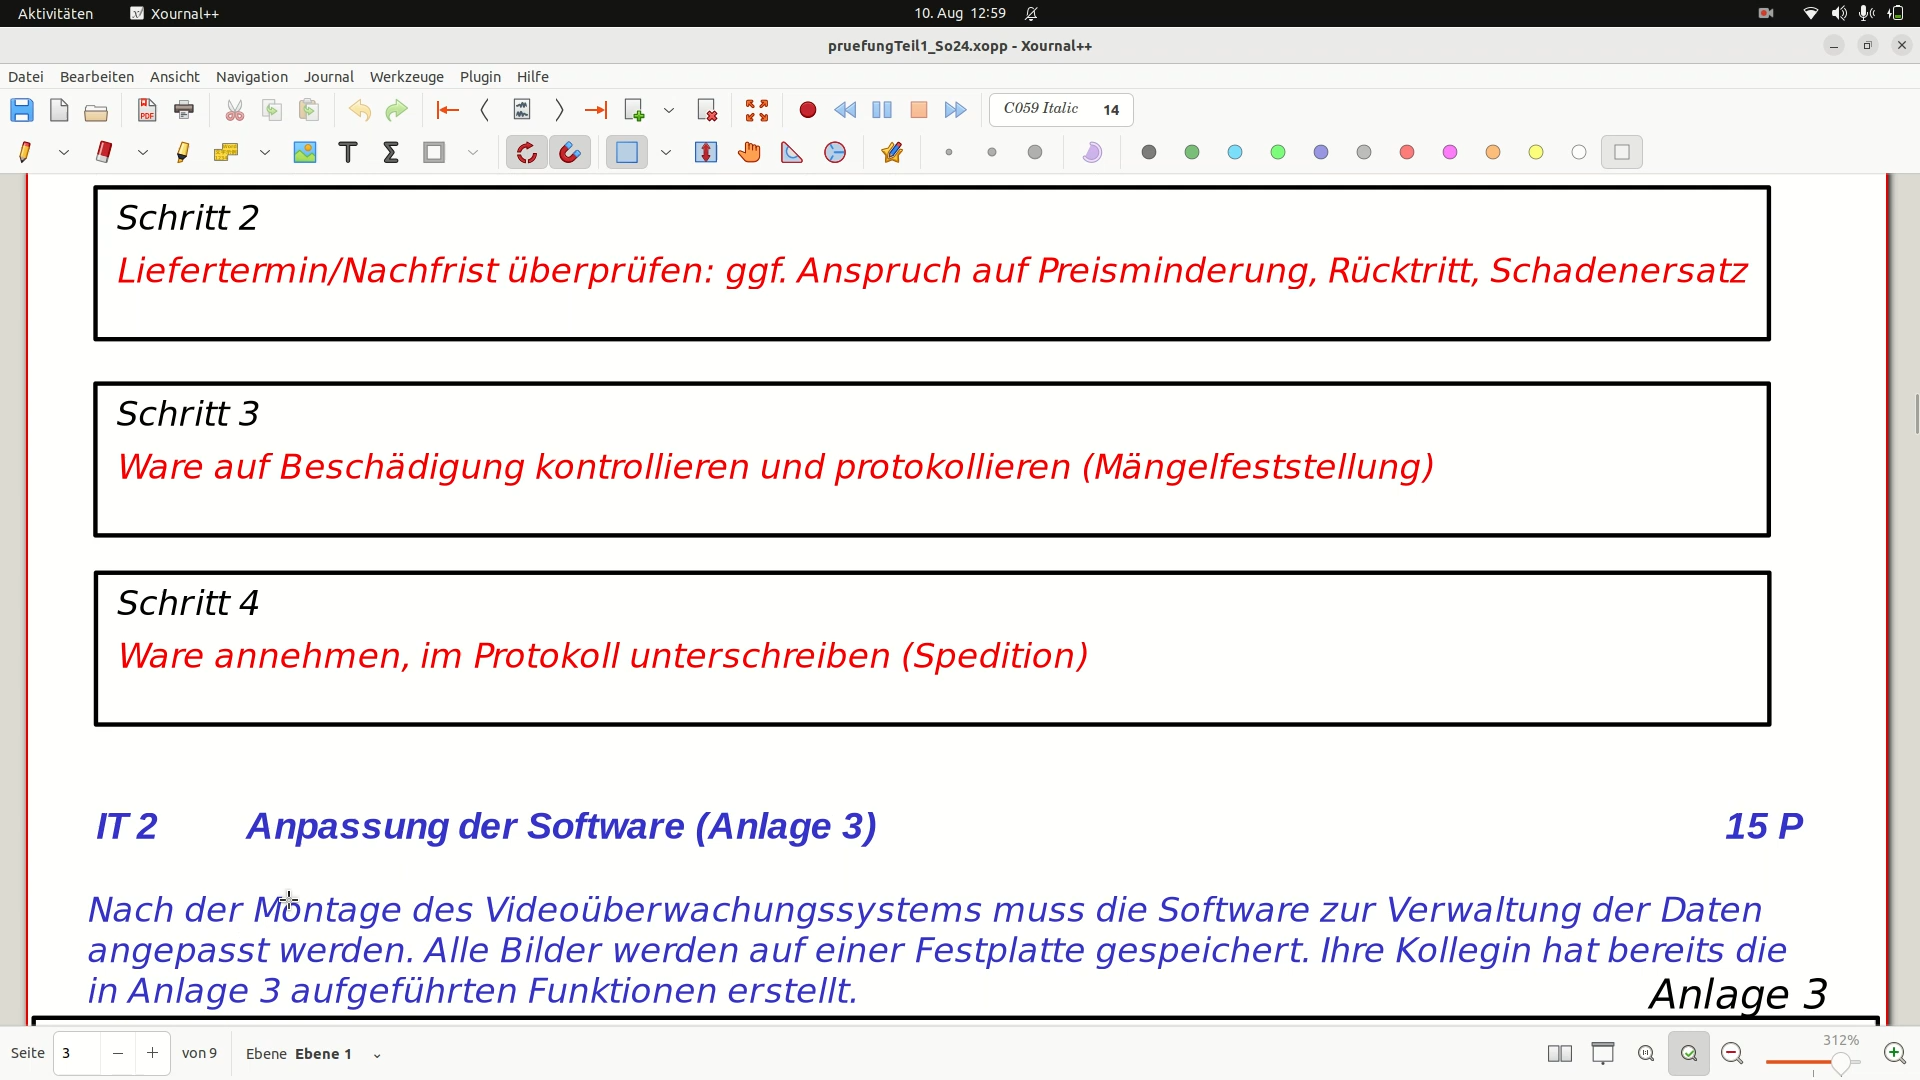 Aktivitäten Xournal++ 10. Aug 12:59
pruefungTeil1_So24.xopp - Xournal++
Datei Bearbeiten Ansicht Navigation Journal Werkzeuge Plugin Hilfe
C059 Italic 14
Schritt 2
Liefertermin/Nachfrist überprüfen: ggf. Anspruch auf Preisminderung, Rücktritt, Schadenersatz
Schritt 3
Ware auf Beschädigung kontrollieren und protokollieren (Mängelfeststellung)
Schritt 4
Ware annehmen, im Protokoll unterschreiben (Spedition)
IT 2 Anpassung der Software (Anlage 3) 15 P
Nach der Montage des Videoüberwachungssystems muss die Software zur Verwaltung der Daten
angepasst werden. Alle Bilder werden auf einer Festplatte gespeichert. Ihre Kollegin hat bereits die
in Anlage 3 aufgeführten Funktionen erstellt.
Anlage 3
Seite 3 von 9 Ebene Ebene 1 312%